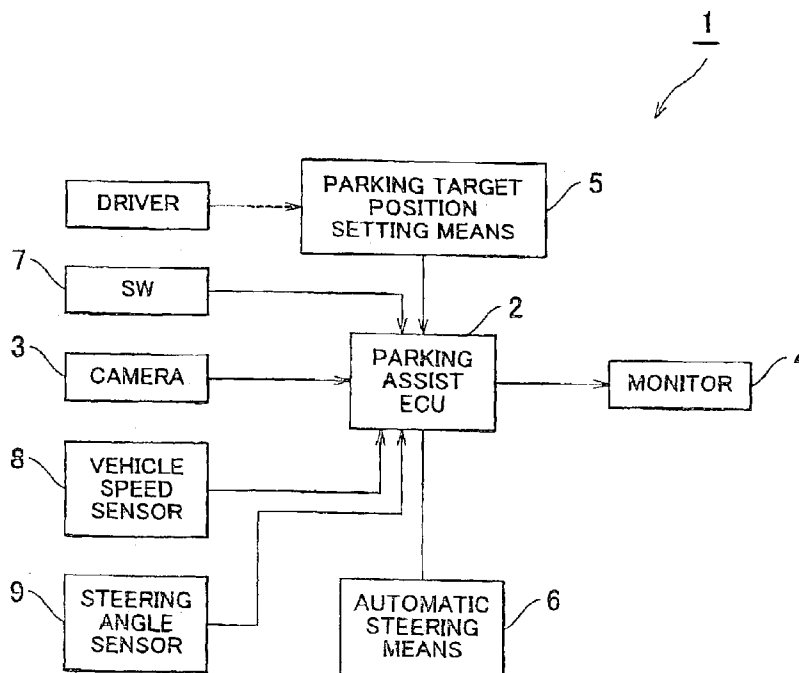 1
DRIVER
PARKING TARGET
POSITION
SETTING MEANS
5
7
SW
2
3
CAMERA
PARKING
ASSIST
ECU
MONITOR
4
8
VEHICLE
SPEED
SENSOR
9
STEERING
ANGLE
SENSOR
AUTOMATIC
STEERING
MEANS
6